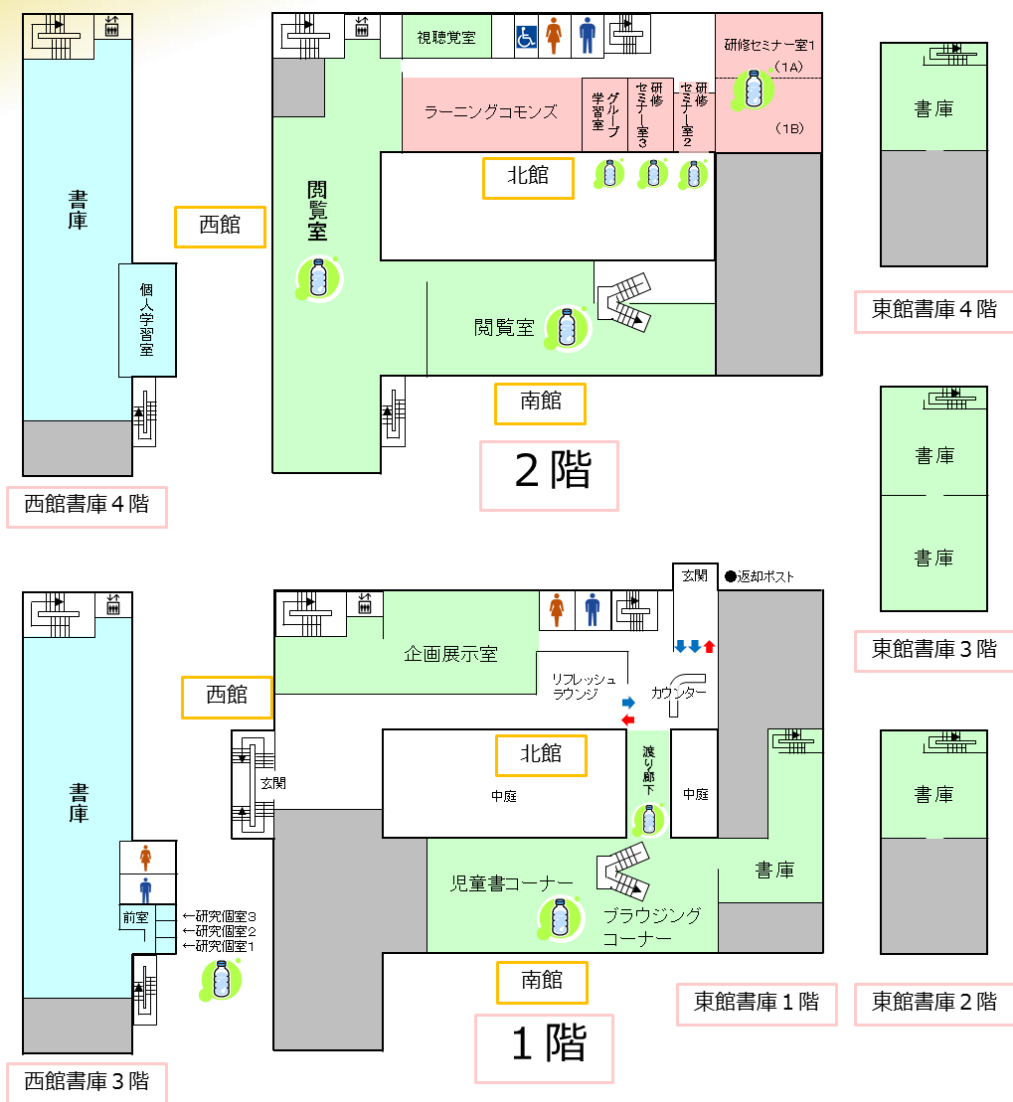 視聴覚室
研修セミナー室1
(1A)
(1B)
ラーニングコモンズ
グループ
学習室
研修
セミナー室3
研修
セミナー室2
書庫
個人学習室
西館
閲覧室
北館
閲覧室
南館
2階
西館書庫4階
書庫
東館書庫4階
書庫
書庫
東館書庫3階
玄関
●返却ポスト
企画展示室
リフレッシュ
ラウンジ
カウンター
西館
北館
渡り廊下
玄関
中庭
中庭
書庫
前室
←研究個室3
←研究個室2
←研究個室1
児童書コーナー
ブラウジング
コーナー
書庫
書庫
南館
1階
東館書庫1階
東館書庫2階
西館書庫3階